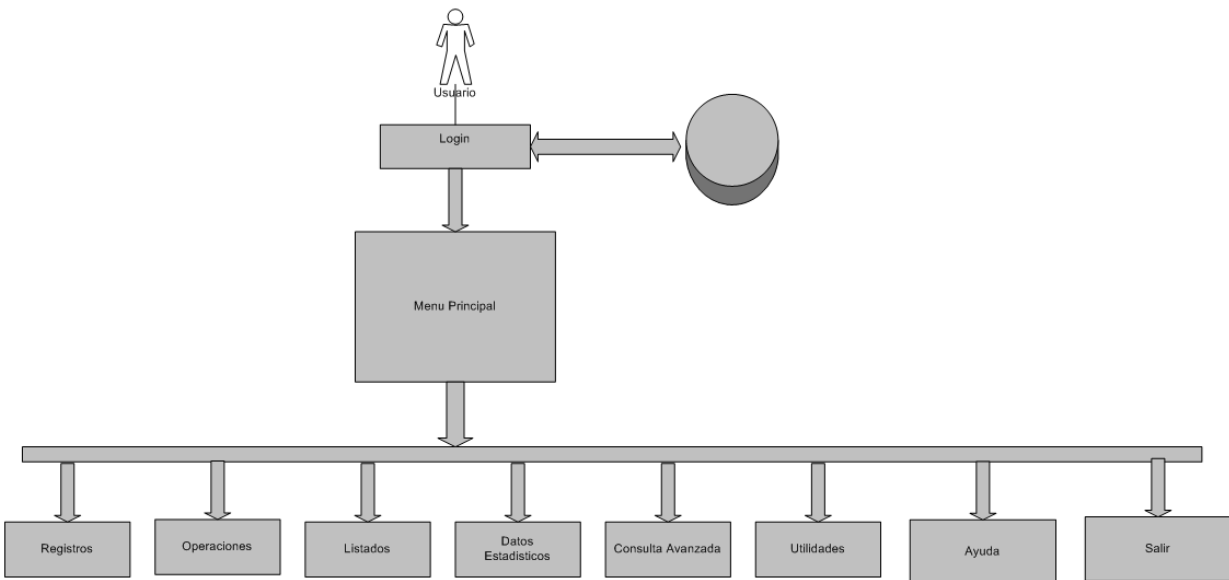 Usuario
Login
Menu Principal
Registros
Operaciones
Listados
Datos
Estadisticos
Consulta Avanzada
Utilidades
Ayuda
Salir